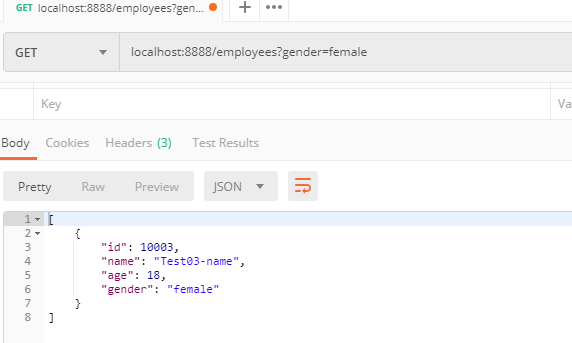 GET localhost:8888/employees?gen... + •••
GET localhost:8888/employees?gender=female
Key Va
Body Cookies Headers (3) Test Results
Pretty Raw Preview JSON
1 [
2 {
3 "id": 10003,
4 "name": "Test03-name",
5 "age": 18,
6 "gender": "female"
7 }
8 ]